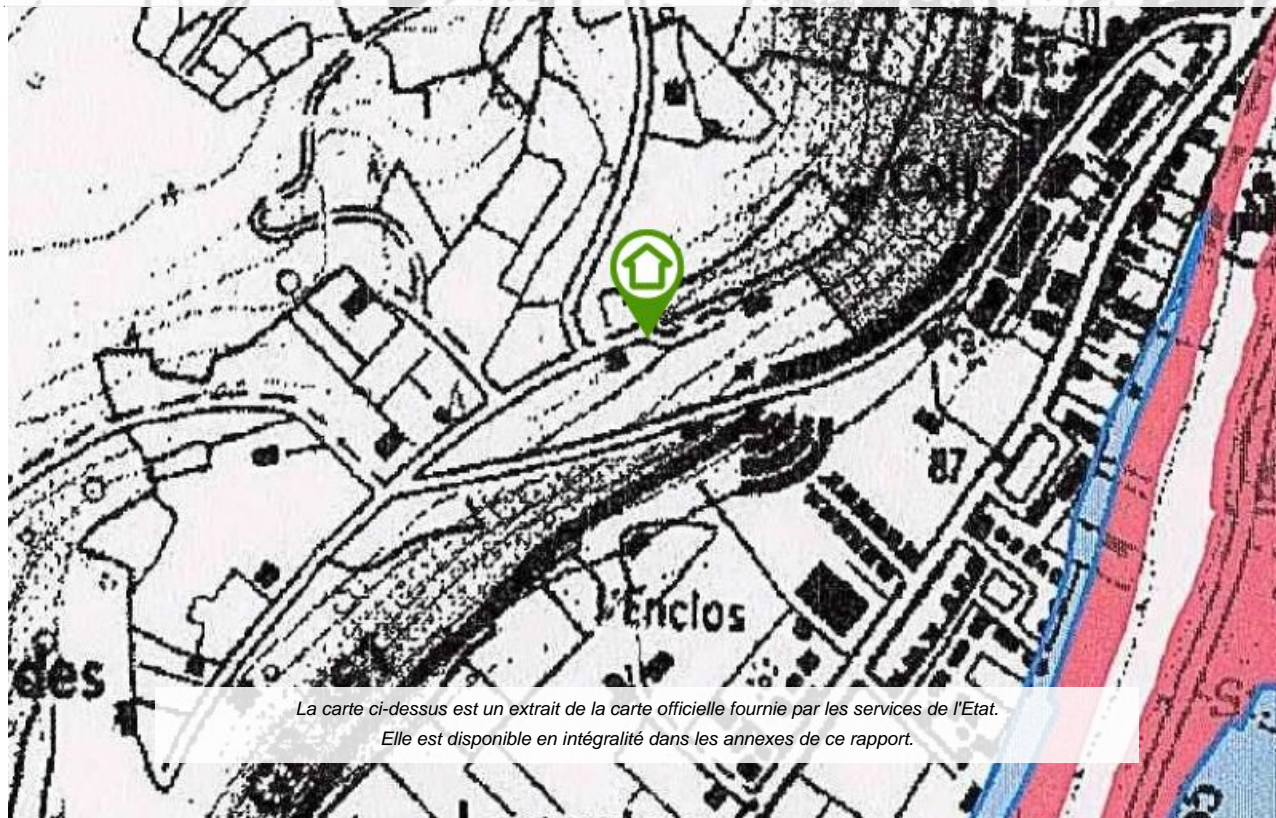 87
l'Enclos
des
La carte ci-dessus est un extrait de la carte officielle fournie par les services de l'Etat.
Elle est disponible en intégralité dans les annexes de ce rapport.
S